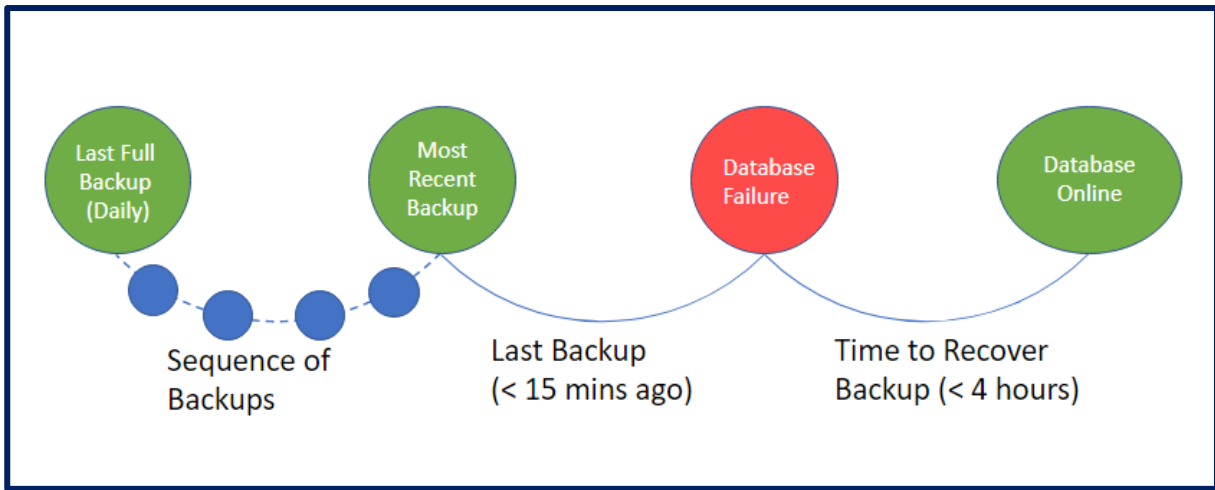 Last Full
Backup
(Daily)
Most
Recent
Backup
Database
Failure
Database
Online
Sequence of
Backups
Last Backup
(< 15 mins ago)
Time to Recover
Backup (< 4 hours)